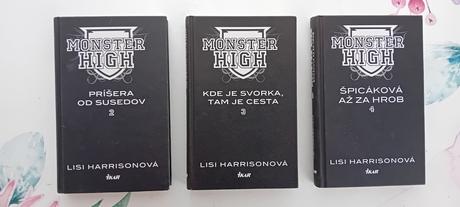 MONSTER
HIGH
PRÍŠERA
OD SUSEDOV
2
LISI HARRISONOVÁ
IKAR
MONSTER
HIGH
KDE JE SVORKA,
TAM JE CESTA
3
LISI HARRISONOVÁ
IKAR
MONSTER
HIGH
ŠPICÁKOVÁ
AŽ ZA HROB
4
LISI HARRISONOVÁ
IKAR